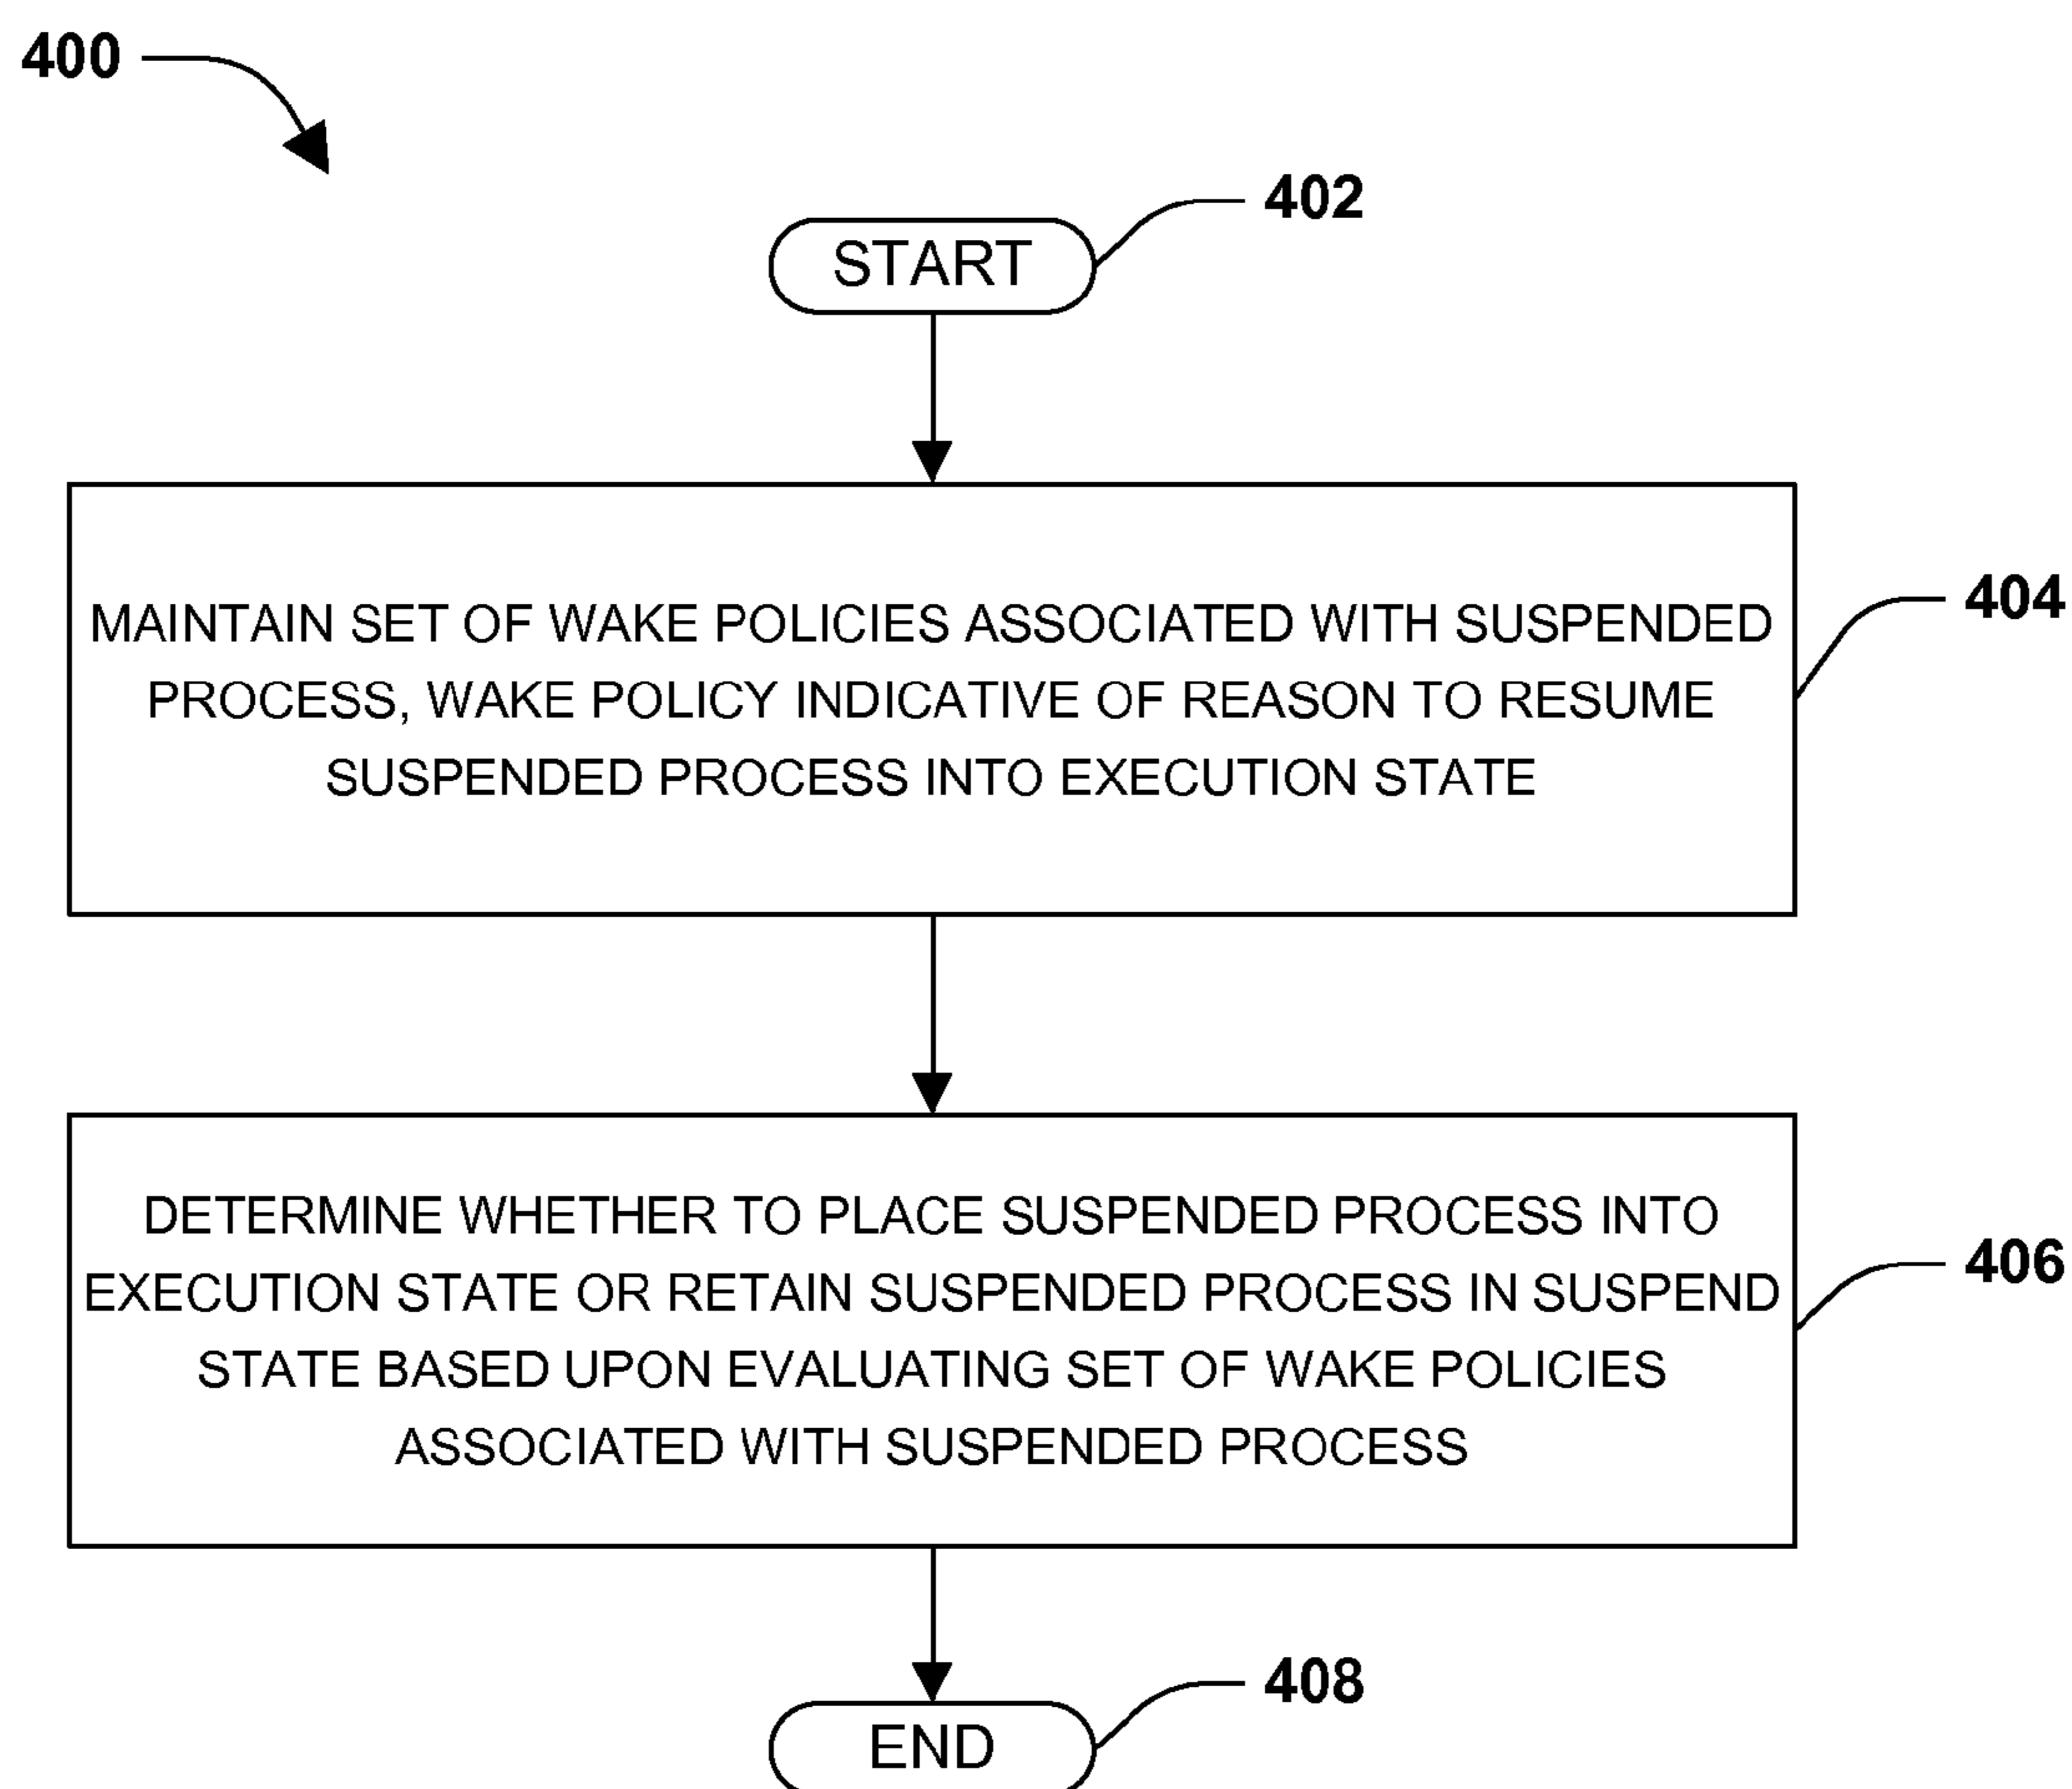 400
402
START
MAINTAIN SET OF WAKE POLICIES ASSOCIATED WITH SUSPENDED
PROCESS, WAKE POLICY INDICATIVE OF REASON TO RESUME
SUSPENDED PROCESS INTO EXECUTION STATE
404
DETERMINE WHETHER TO PLACE SUSPENDED PROCESS INTO
EXECUTION STATE OR RETAIN SUSPENDED PROCESS IN SUSPEND
STATE BASED UPON EVALUATING SET OF WAKE POLICIES
ASSOCIATED WITH SUSPENDED PROCESS
406
408
END